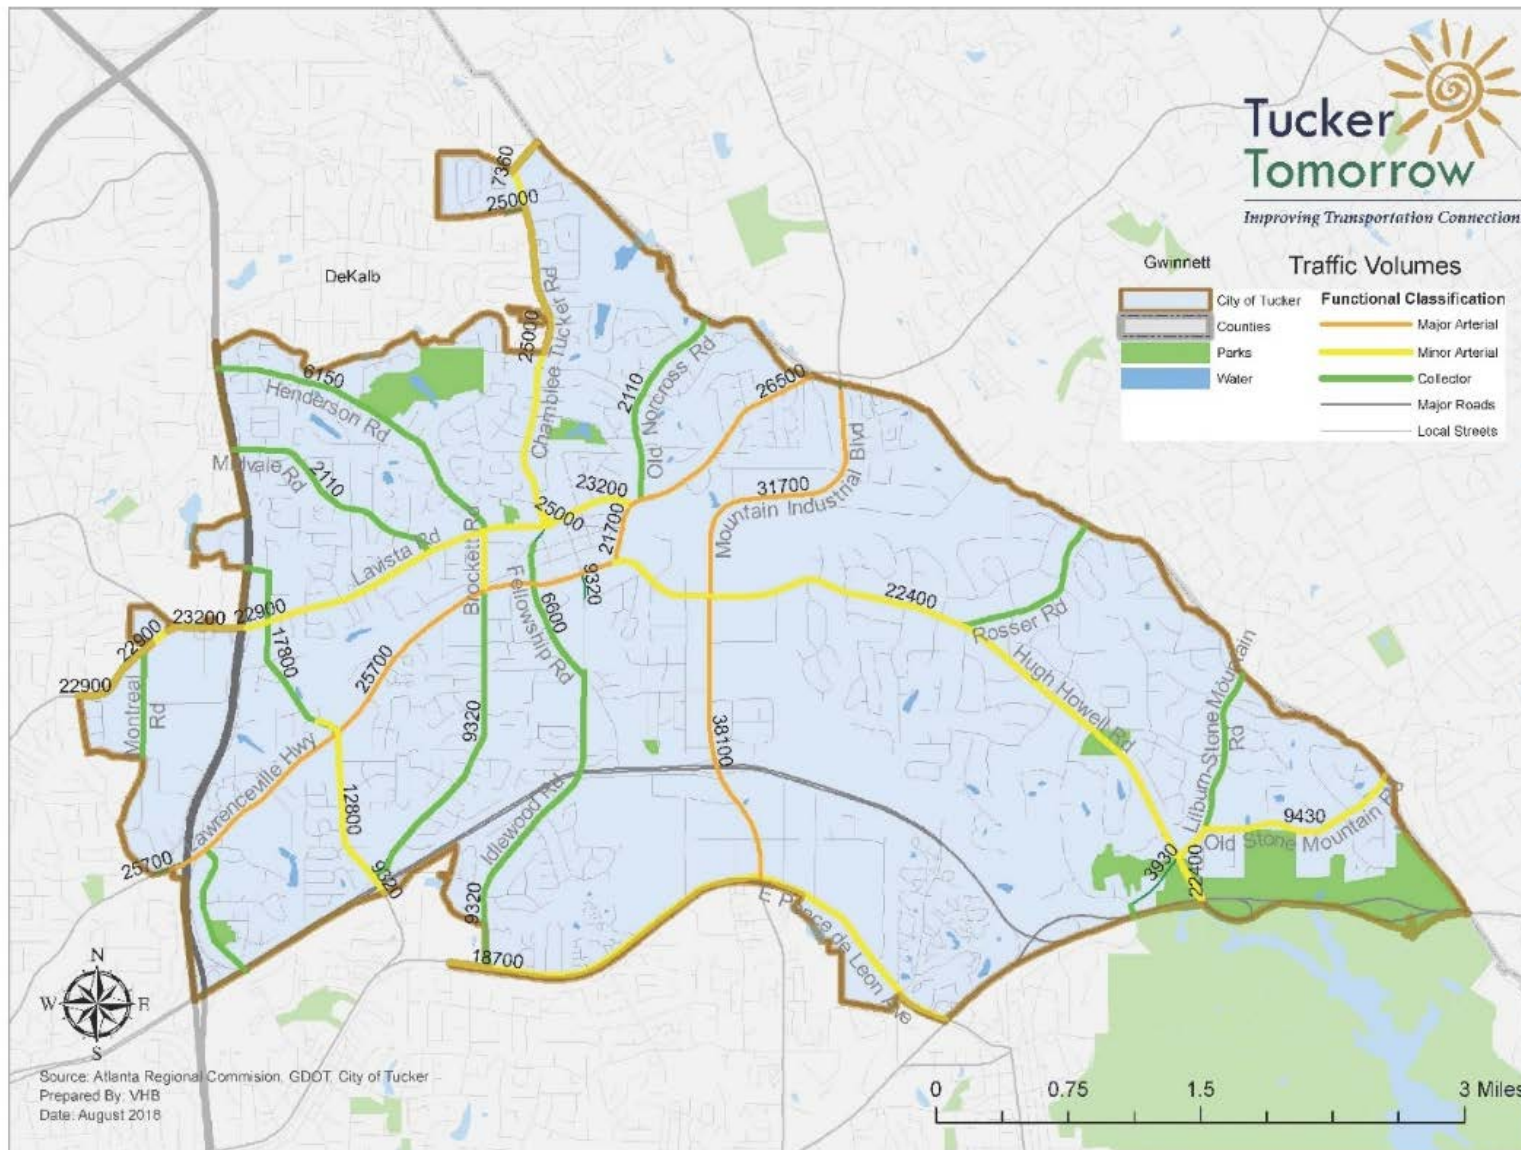 Tucker
Tomorrow
Improving Transportation Connection
Gwinnett
Traffic Volumes
City of Tucker
Counties
Parks
Water
Functional Classification
Major Arterial
Minor Arterial
Collector
Major Roads
Local Streets
DeKalb
7360
25000
Chamblee Tucker Rd
25000
6150
Henderson Rd
2110
Old Norcross Rd
26500
Midvale Rd
2110
31700
Mountain Industrial Blvd
23200
25000
21700
Lavista Rd
Brockett Rd
Fellowship Rd
9320
6600
22400
Rosser Rd
23200
22900
22900
22900
17800
25700
Montreal
Rd
Hugh Howell Rd
Lilburn-Stone Mountain
Rd
9320
38100
Lawrenceville Hwy
12800
Idlewood Rd
9430
Old Stone Mountain Rd
3930
22400
25700
9320
9320
18700
E Ponce de Leon Ave
N
W
E
S
Source: Atlanta Regional Commision, GDOT, City of Tucker
Prepared By: VHB
Date: August 2018
0 0.75 1.5 3 Miles